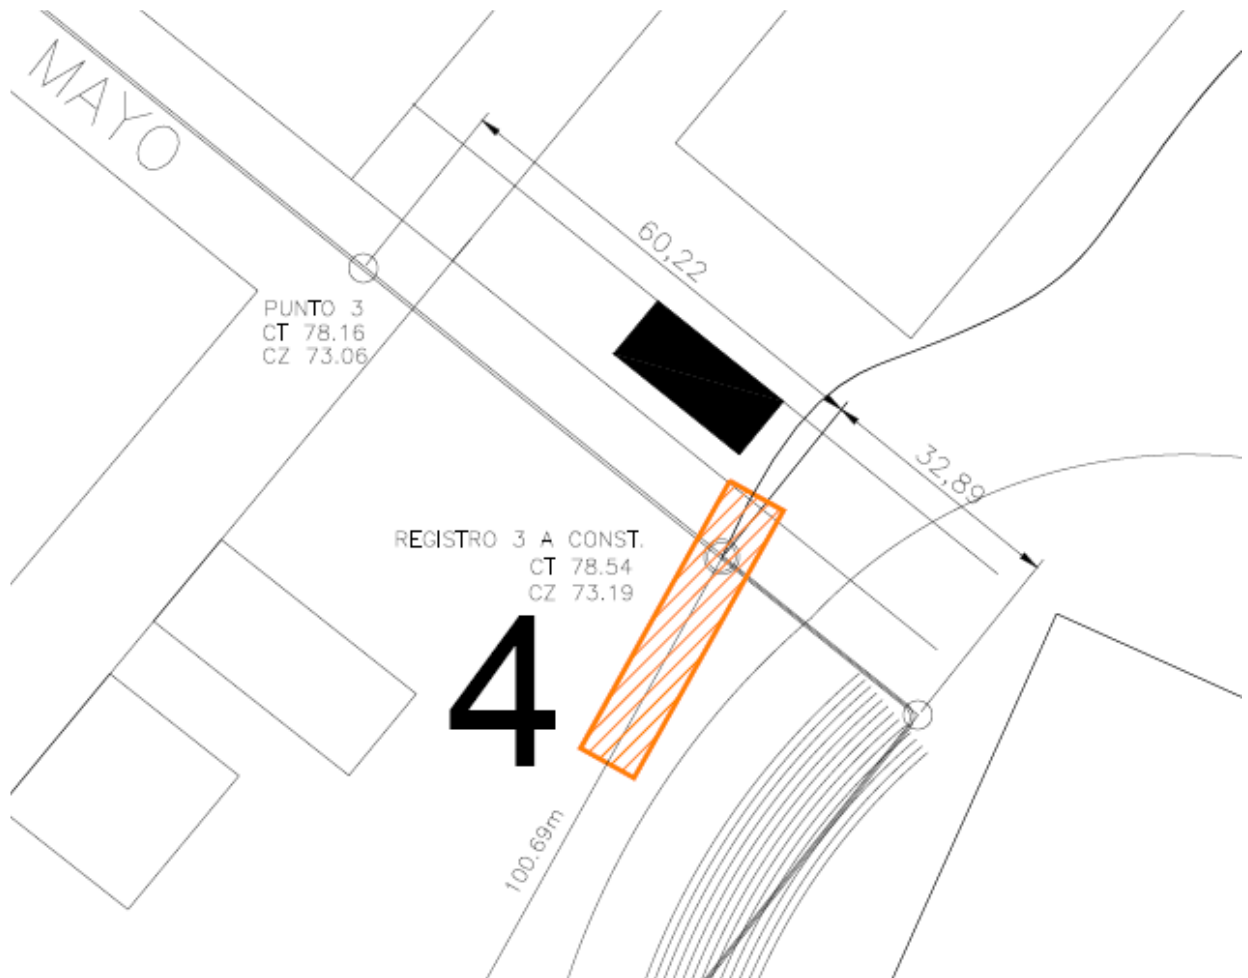 MAYO
60,22
PUNTO 3
CT 78.16
CZ 73.06
32,89
REGISTRO 3 A CONST.
CT 78.54
CZ 73.19
4
100.69m